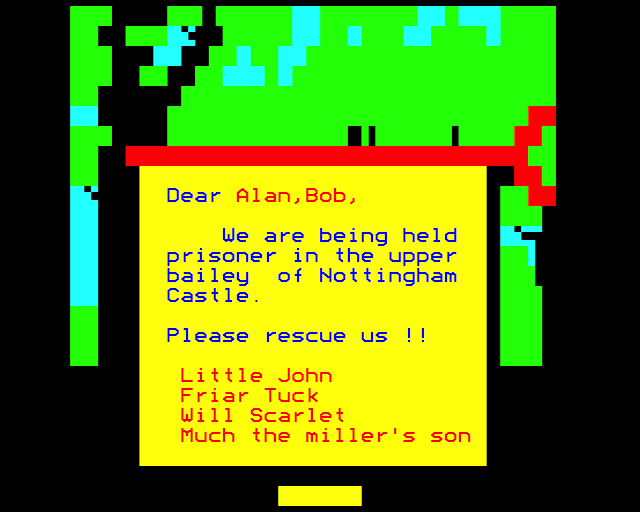 Dear Alan,Bob,
We are being held
prisoner in the upper
bailey  of Nottingham
Castle.
Please rescue us !!
Little John
Friar Tuck
Will Scarlet
Much the miller's son